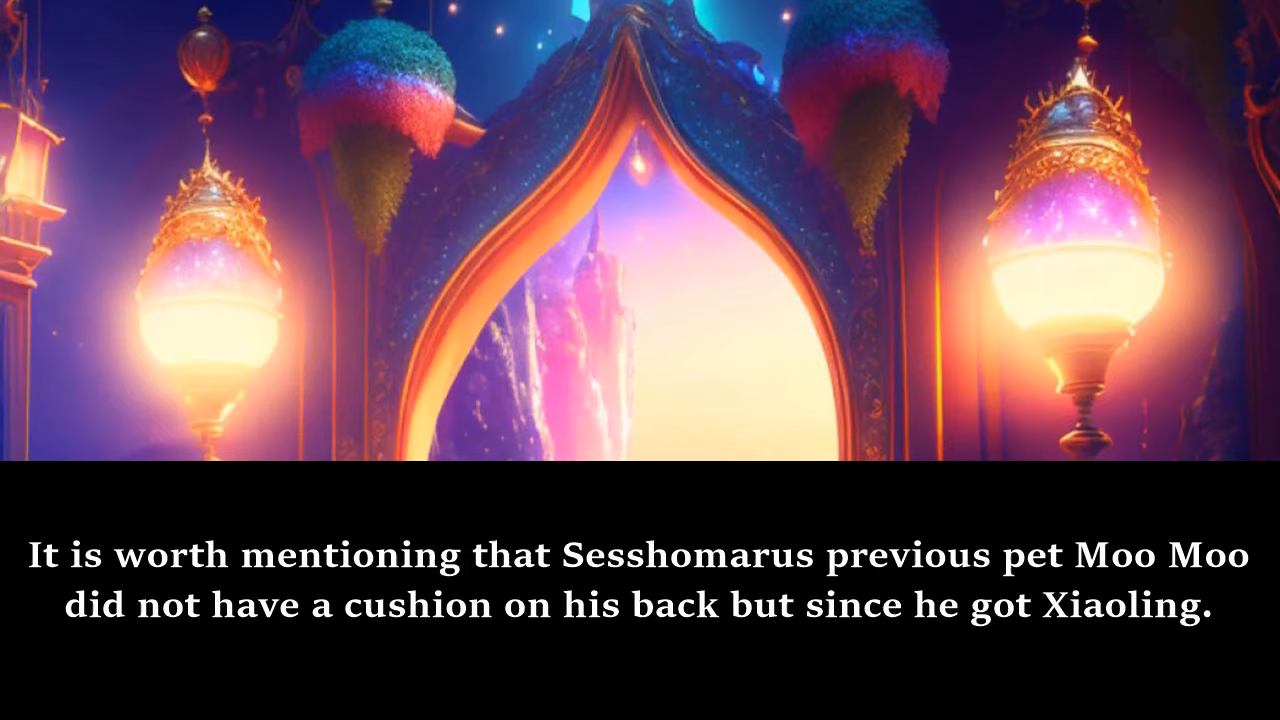 It is worth mentioning that Sesshomarus previous pet Moo Moo
did not have a cushion on his back but since he got Xiaoling.